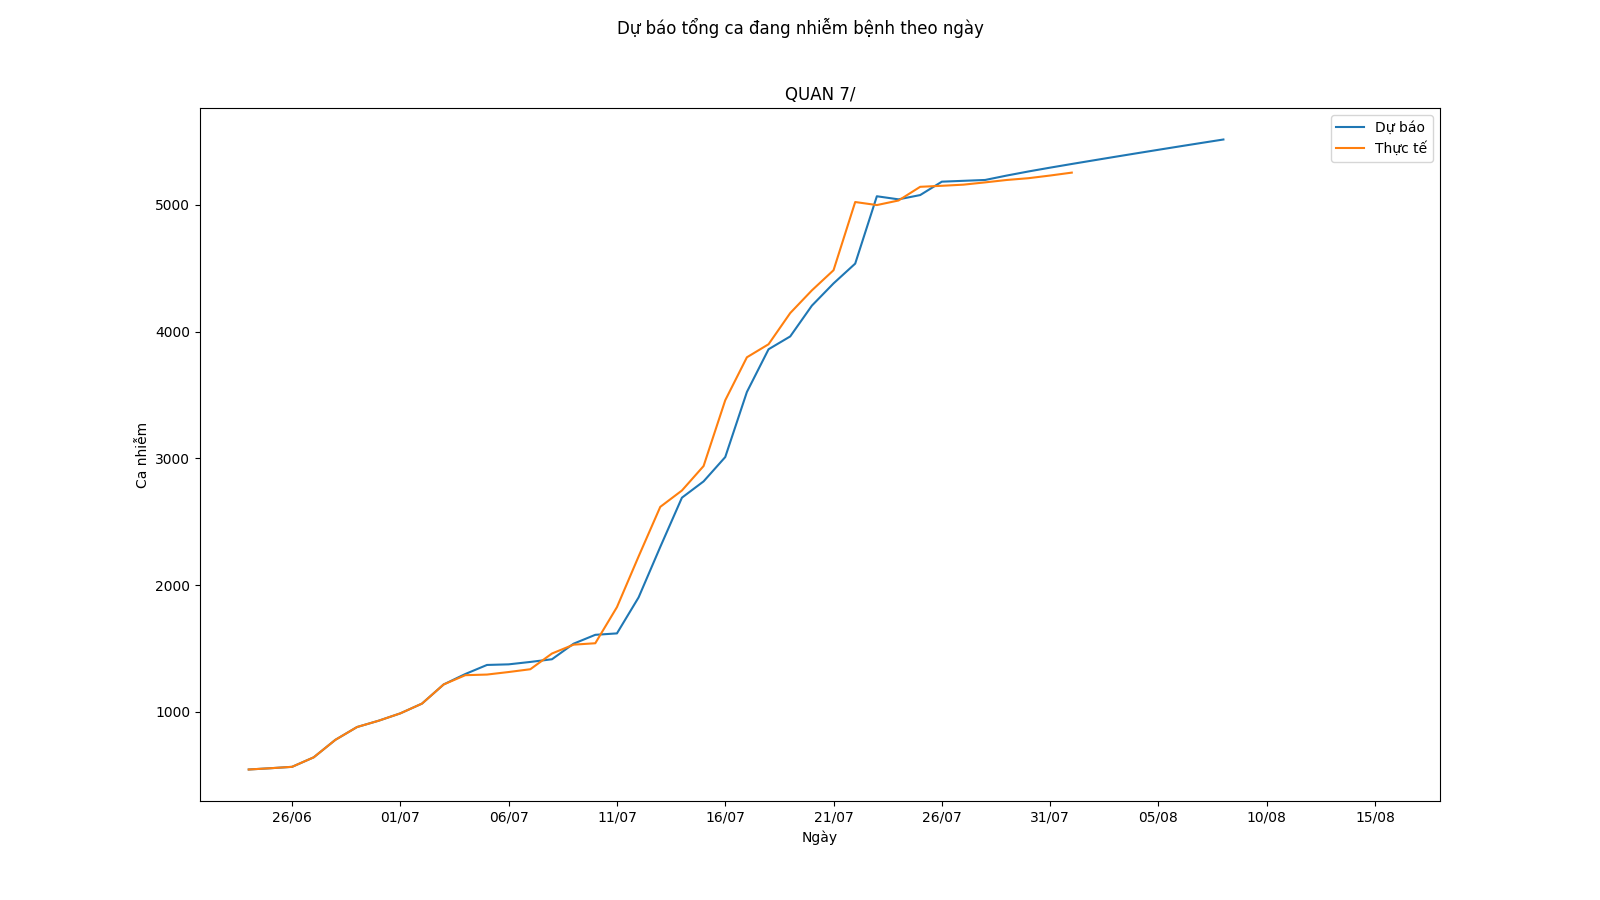 Dự báo tổng ca đang nhiễm bệnh theo ngày
QUAN 7/
Dự báo
Thực tế
5000
4000
3000
2000
1000
Ca nhiễm
26/06 01/07 06/07 11/07 16/07 21/07 26/07 31/07 05/08 10/08 15/08
Ngày